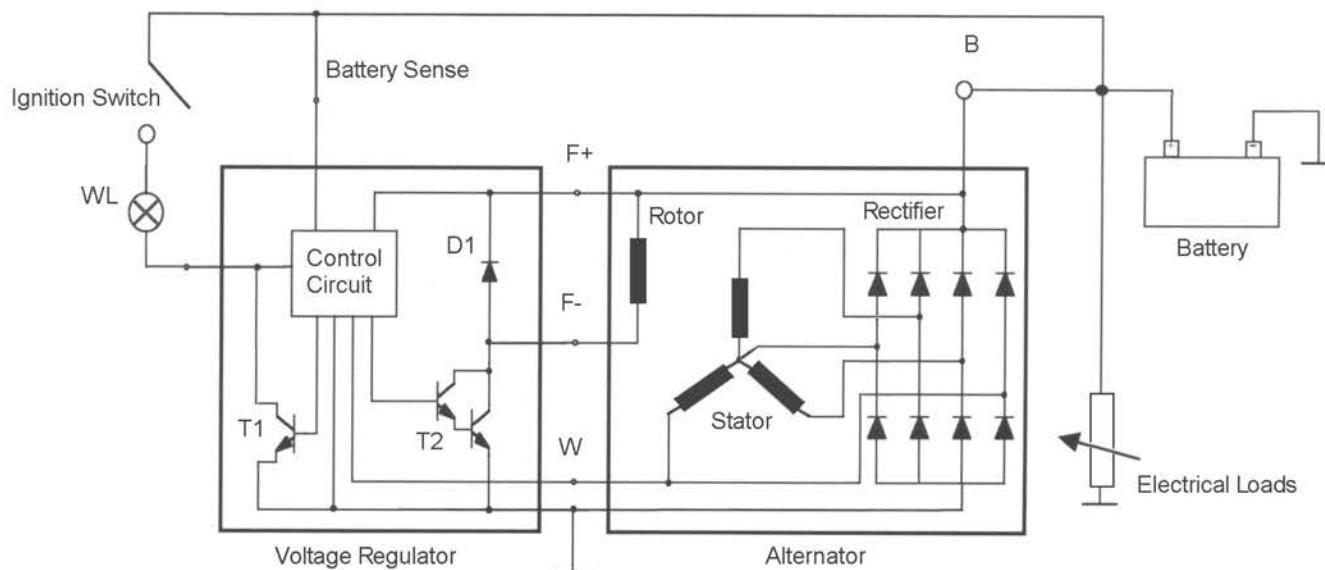 B
Battery Sense
Ignition Switch
F+
WL
Rotor
Rectifier
D1
Control
Circuit
Battery
F-
T1
T2
Stator
W
Electrical Loads
Voltage Regulator
Alternator